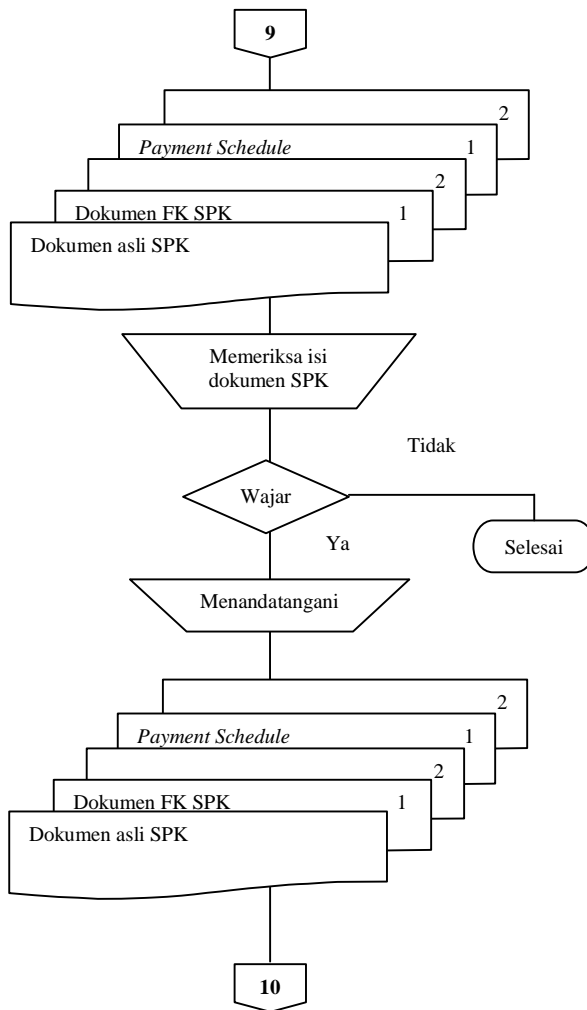 9
2
Payment Schedule 1
2
Dokumen FK SPK 1
Dokumen asli SPK
Memeriksa isi
dokumen SPK
Tidak
Wajar
Ya
Selesai
Menandatangani
2
Payment Schedule 1
2
Dokumen FK SPK 1
Dokumen asli SPK
10